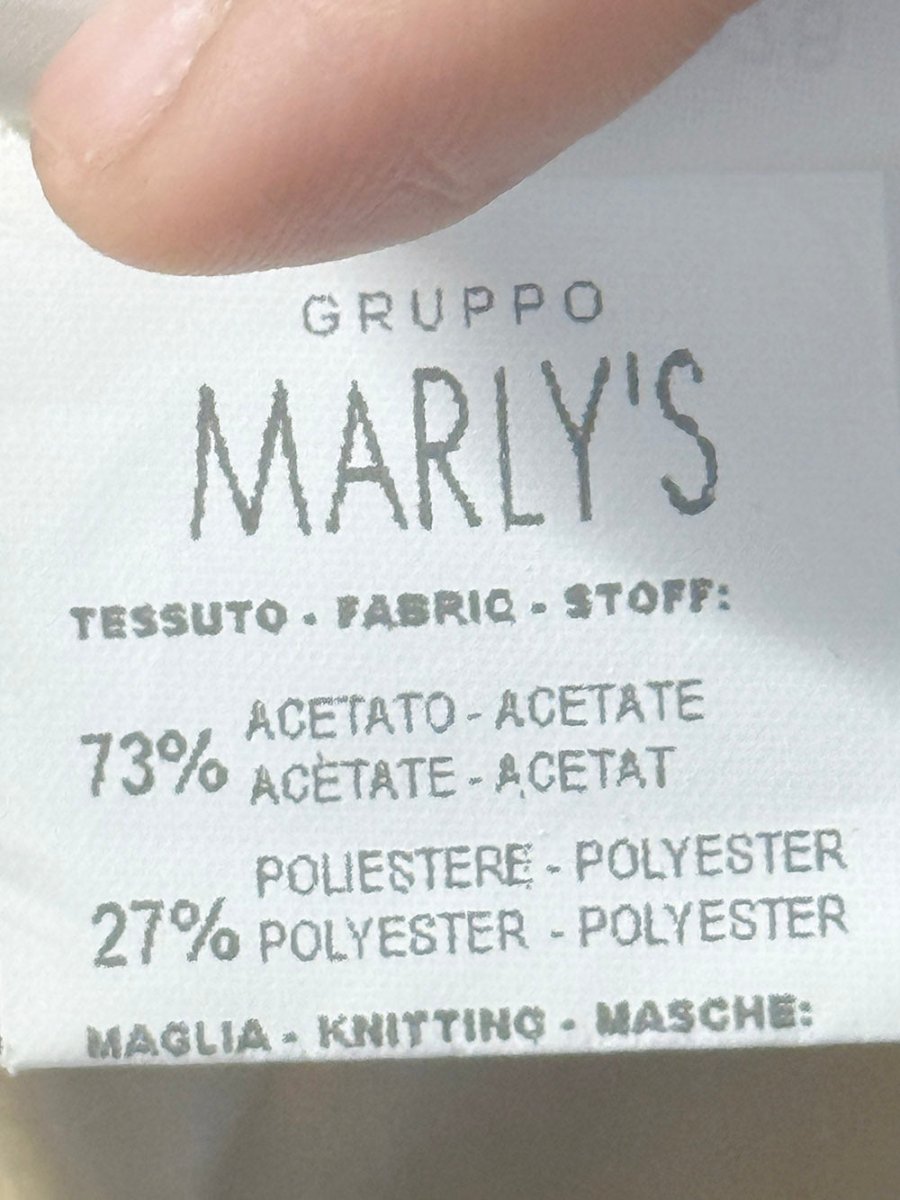 GRUPPO
MARLY'S
TESSUTO - FABRIC - STOFF:
73% ACETATO - ACETATE
ACÈTATE - ACETAT
27% POLIESTERE - POLYESTER
POLYESTER - POLYESTER
MAGLIA - KNITTING - MASCHE: